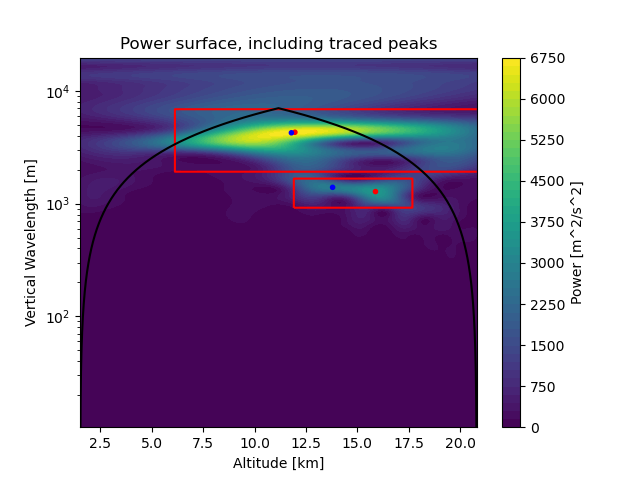 Power surface, including traced peaks
10^4
10^3
10^2
Vertical Wavelength [m]
2.5 5.0 7.5 10.0 12.5 15.0 17.5 20.0
Altitude [km]
6750
6000
5250
4500
3750
3000
2250
1500
750
0
Power [m^2/s^2]